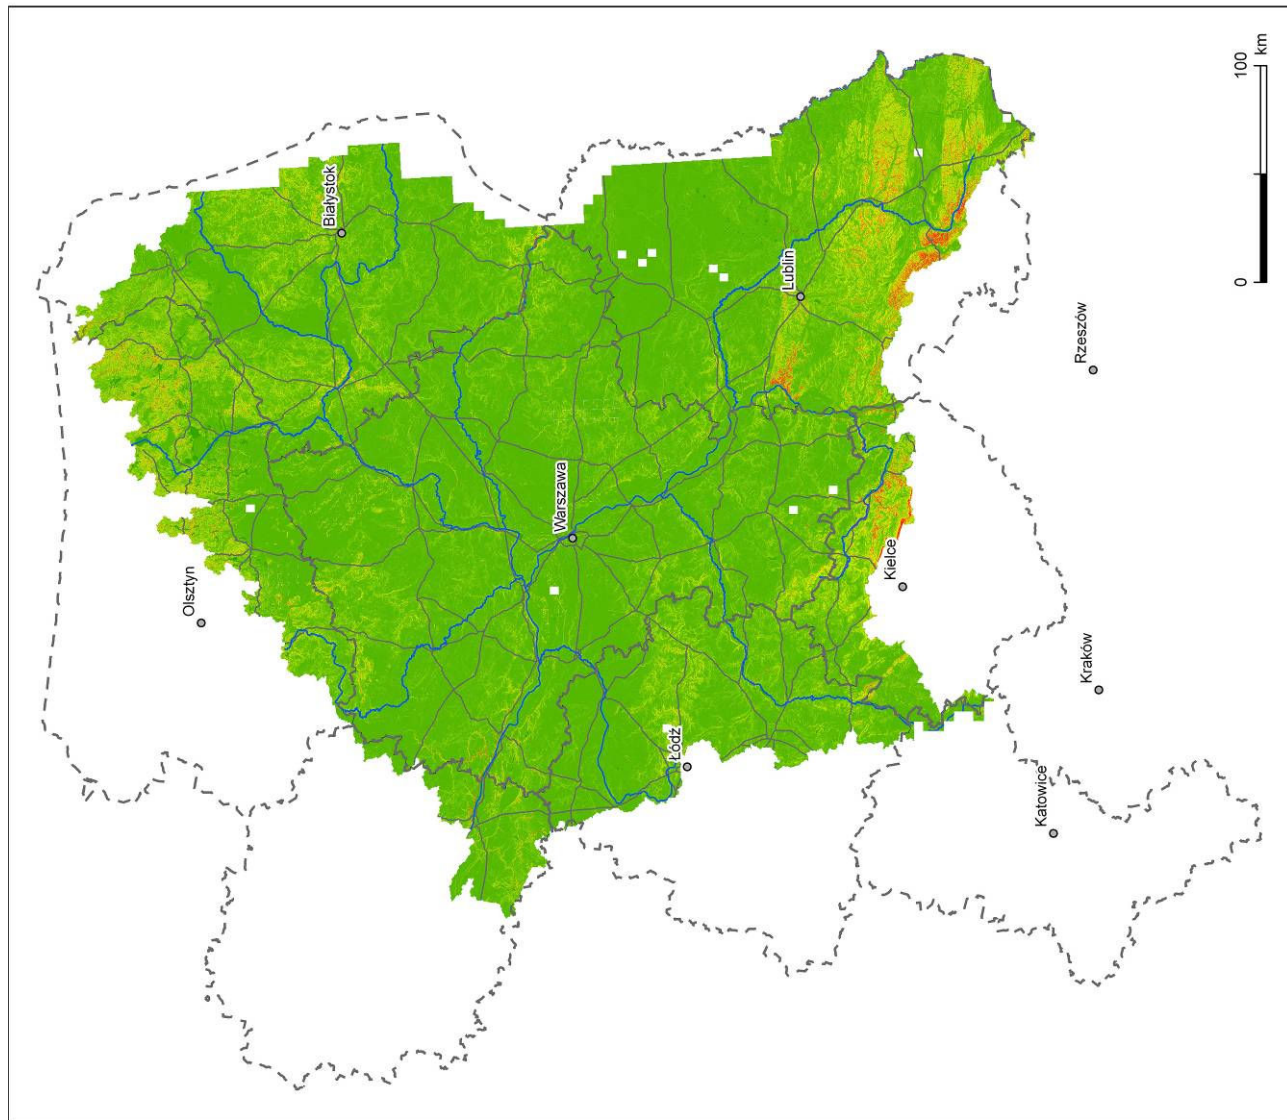 Białystok
Olsztyn
Warszawa
Lublin
Łódź
Kielce
Rzeszów
Kraków
Katowice
0
100
km